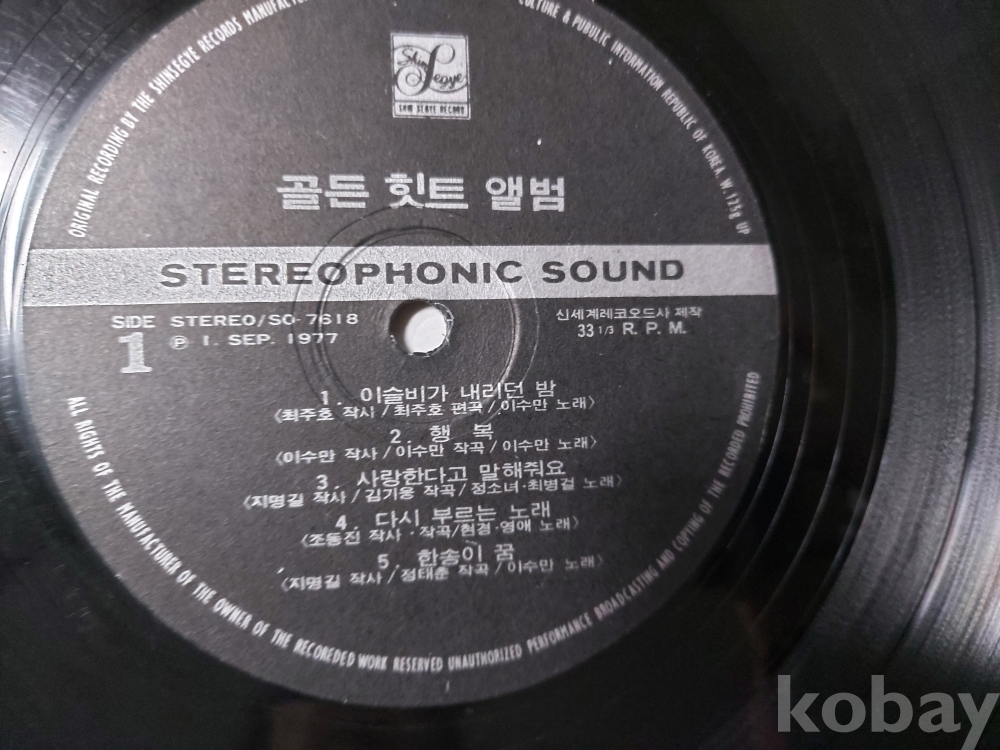 ORIGINAL RECORDING BY THE SHINSEGYE RECORDS MANUFACTUR
CULTURE & PUBULIC INFORMATION REPUBLIC OF KOREA. W.125g UP
Shin Segye
SHIN SEGYE RECORD
골든 힛트 앨범
STEREOPHONIC SOUND
SIDE STEREO/SO-7618
1 ℗ 1. SEP. 1977
신세계레코오드사 제작
33 1/3 R. P. M.
1. 이슬비가 내리던 밤
〈최주호 작사/최주호 편곡/이수만 노래〉
2. 행 복
〈이수만 작사/이수만 작곡/이수만 노래〉
3. 사랑한다고 말해줘요
〈지명길 작사/김기웅 작곡/정소녀·최병걸 노래〉
4. 다시 부르는 노래
〈조동진 작사·작곡/현경·영애 노래〉
5. 한송이 꿈
〈지명길 작사/정태춘 작곡/이수만 노래〉
ALL RIGHTS OF THE MANUFACTURER OF THE OWNER OF THE RECOREDED WORK RESERVED UNAUTHORIZED PERFORMANCE BROADCASTING AND COPYING OF THE RECORED PROHIBITED
kobay